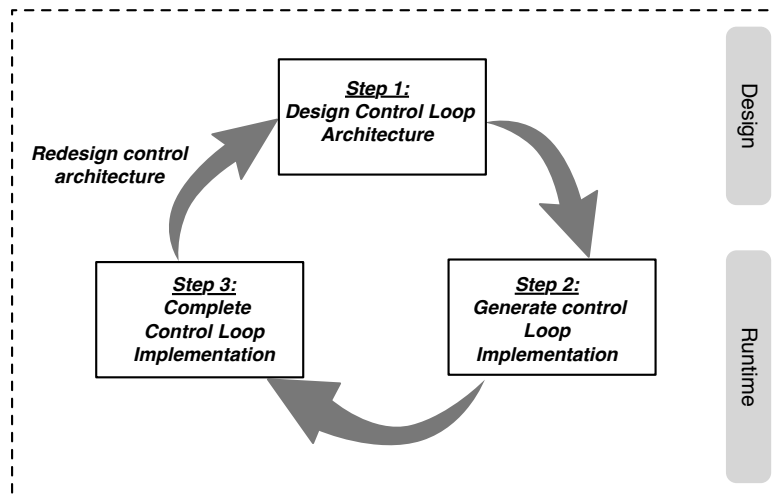 Step 1:
Design Control Loop
Architecture
Design
Redesign control
architecture
Step 3:
Complete
Control Loop
Implementation
Step 2:
Generate control
Loop
Implementation
Runtime